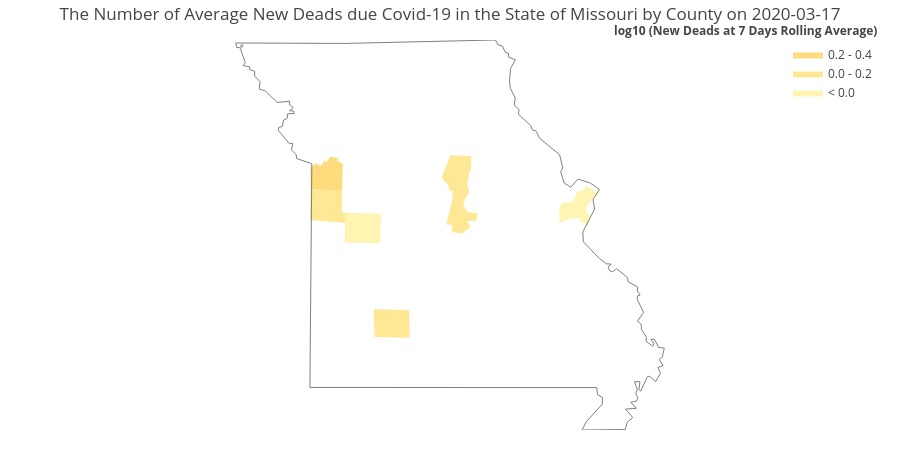 The Number of Average New Deads due Covid-19 in the State of Missouri by County on 2020-03-17
log10 (New Deads at 7 Days Rolling Average)
0.2 - 0.4
0.0 - 0.2
< 0.0